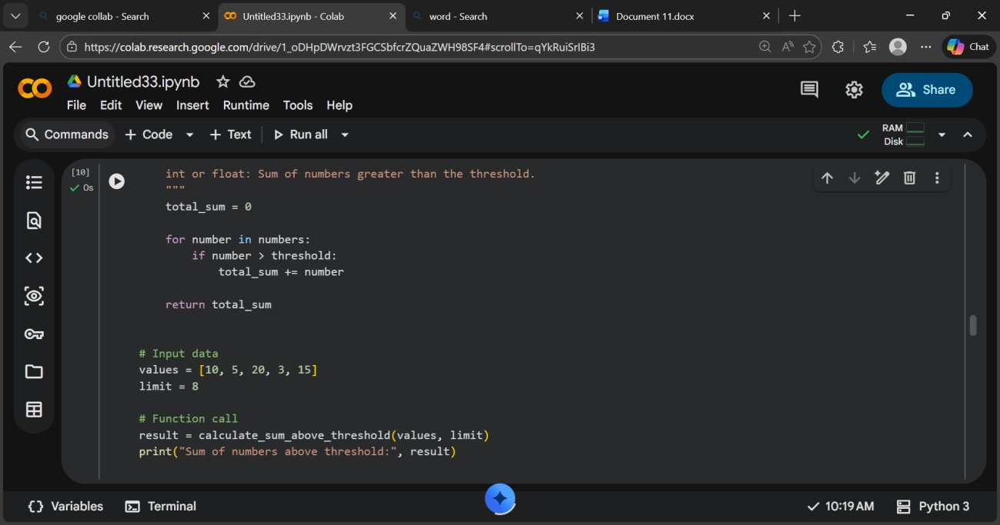 google collab - Search
Untitled33.ipynb - Colab
word - Search
Document 11.docx
https://colab.research.google.com/drive/1_oDHpDWrvzt3FGCSbfcrZQuaZWH98SF4#scrollTo=qYkRuiSrIBi3
Chat
Untitled33.ipynb
File Edit View Insert Runtime Tools Help
Share
Commands + Code + Text Run all
RAM
Disk
[10]
0s
int or float: Sum of numbers greater than the threshold.
"""
total_sum = 0
for number in numbers:
if number > threshold:
total_sum += number
return total_sum
# Input data
values = [10, 5, 20, 3, 15]
limit = 8
# Function call
result = calculate_sum_above_threshold(values, limit)
print("Sum of numbers above threshold:", result)
{} Variables Terminal
10:19 AM Python 3